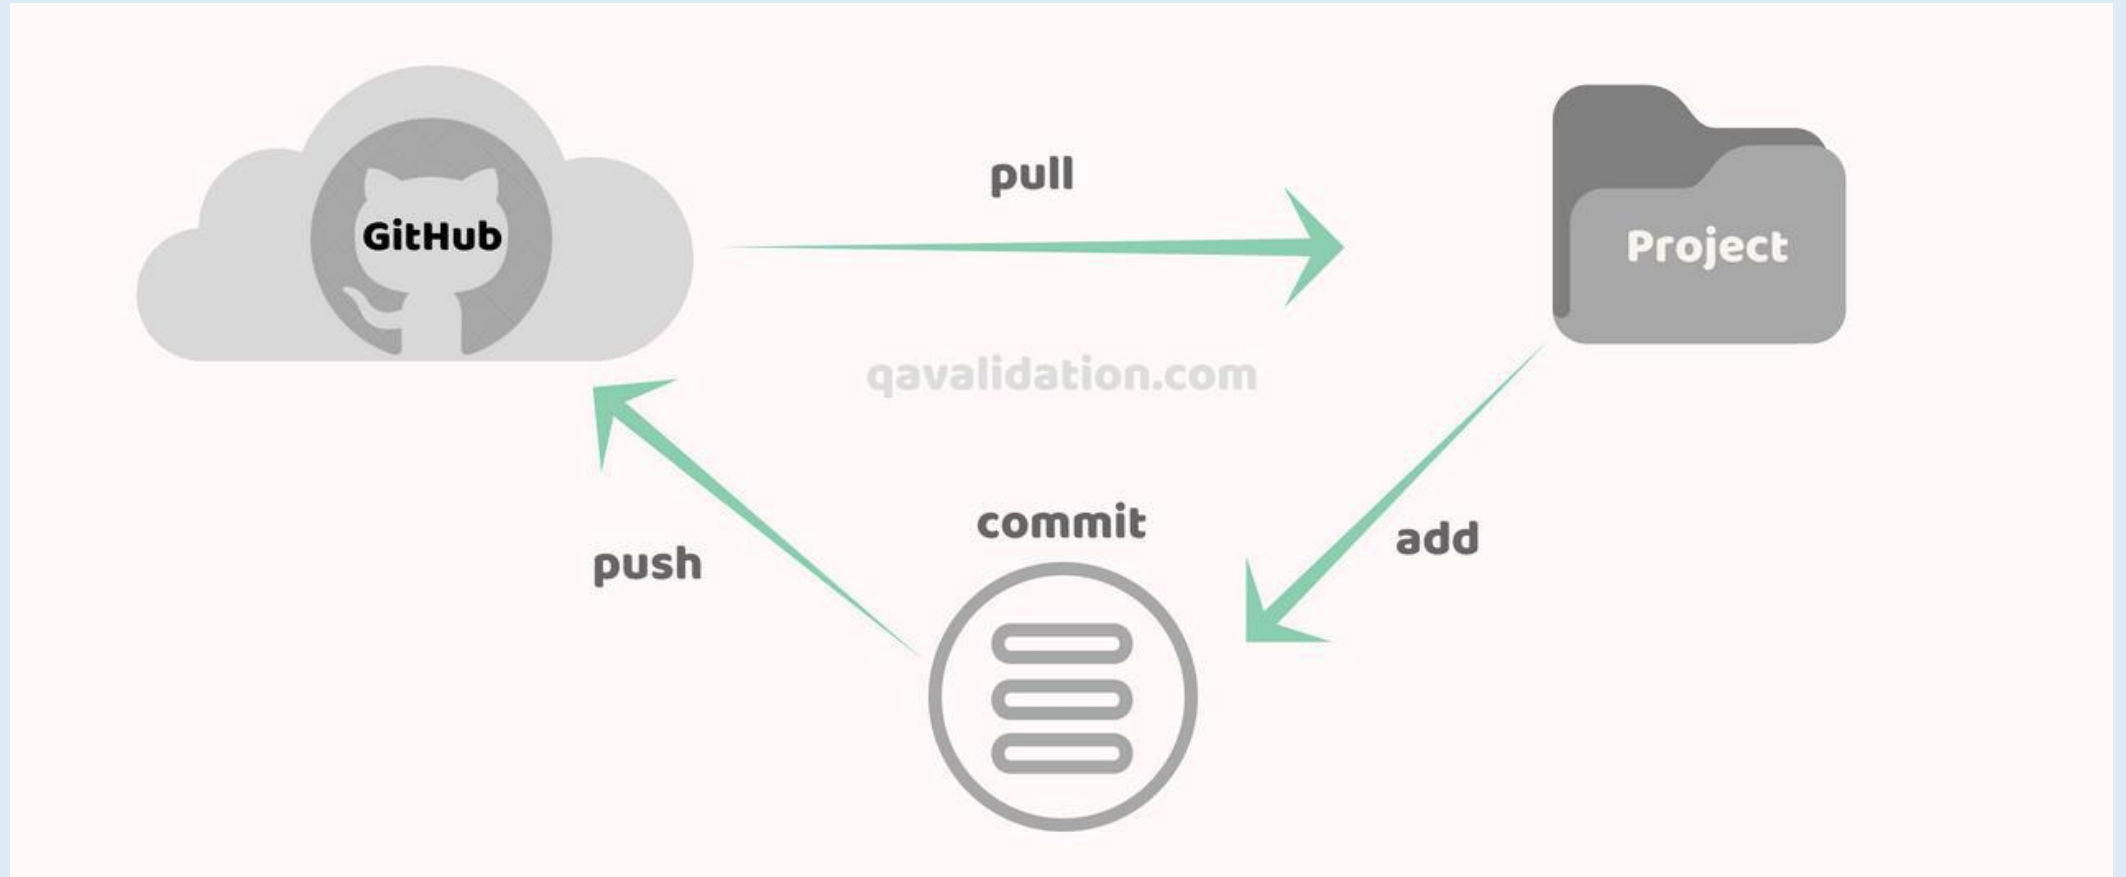 pull
GitHub
Project
qavalidation.com
commit
add
push